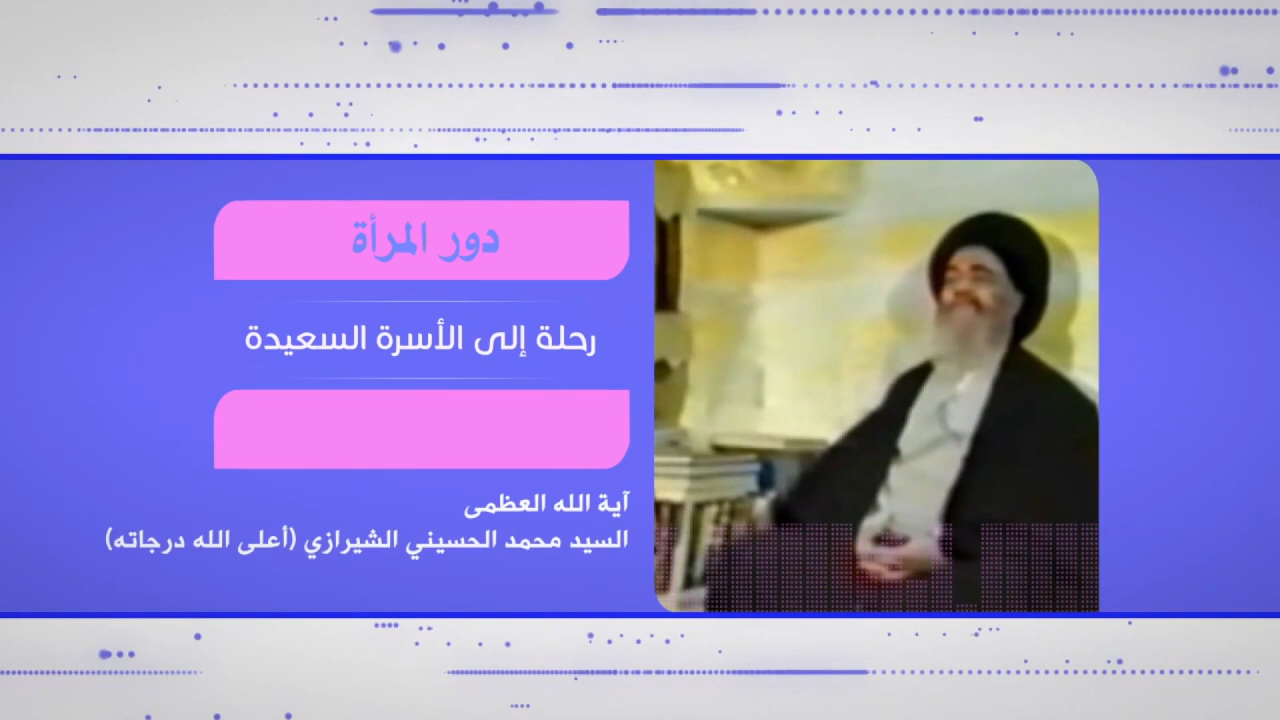 دور المرأة
رحلة إلى الأسرة السعيدة
آية الله العظمى
السيد محمد الحسيني الشيرازي (أعلى الله درجاته)